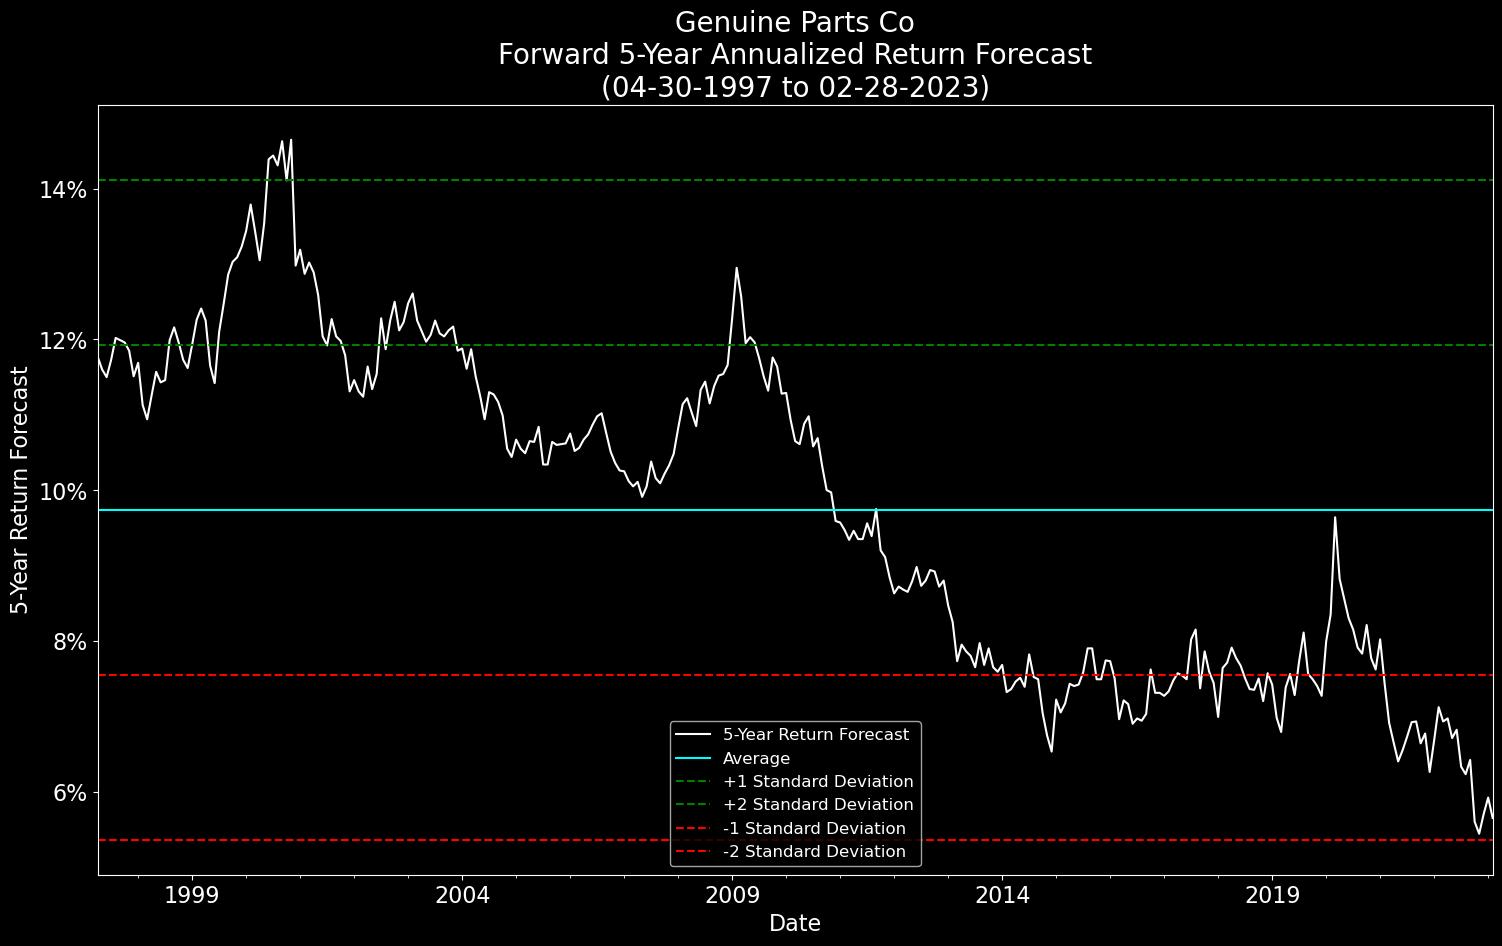 Genuine Parts Co
Forward 5-Year Annualized Return Forecast
(04-30-1997 to 02-28-2023)
14%
12%
10%
8%
6%
5-Year Return Forecast
5-Year Return Forecast
Average
+1 Standard Deviation
+2 Standard Deviation
-1 Standard Deviation
-2 Standard Deviation
1999
2004
2009
2014
2019
Date